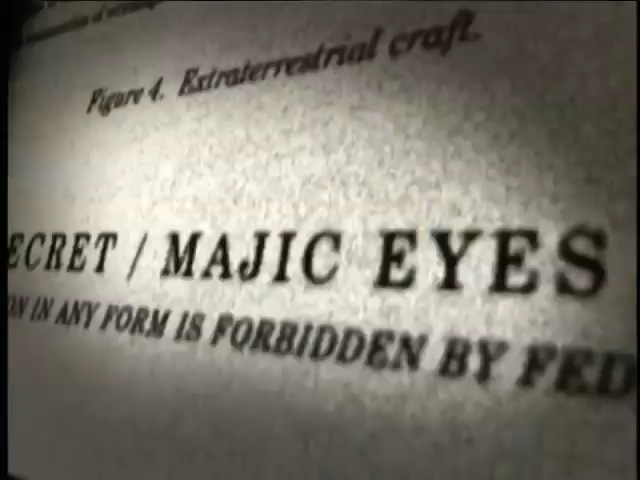 Figure 4. Extraterrestrial craft.
ECRET / MAJIC EYES
ON IN ANY FORM IS FORBIDDEN BY FED